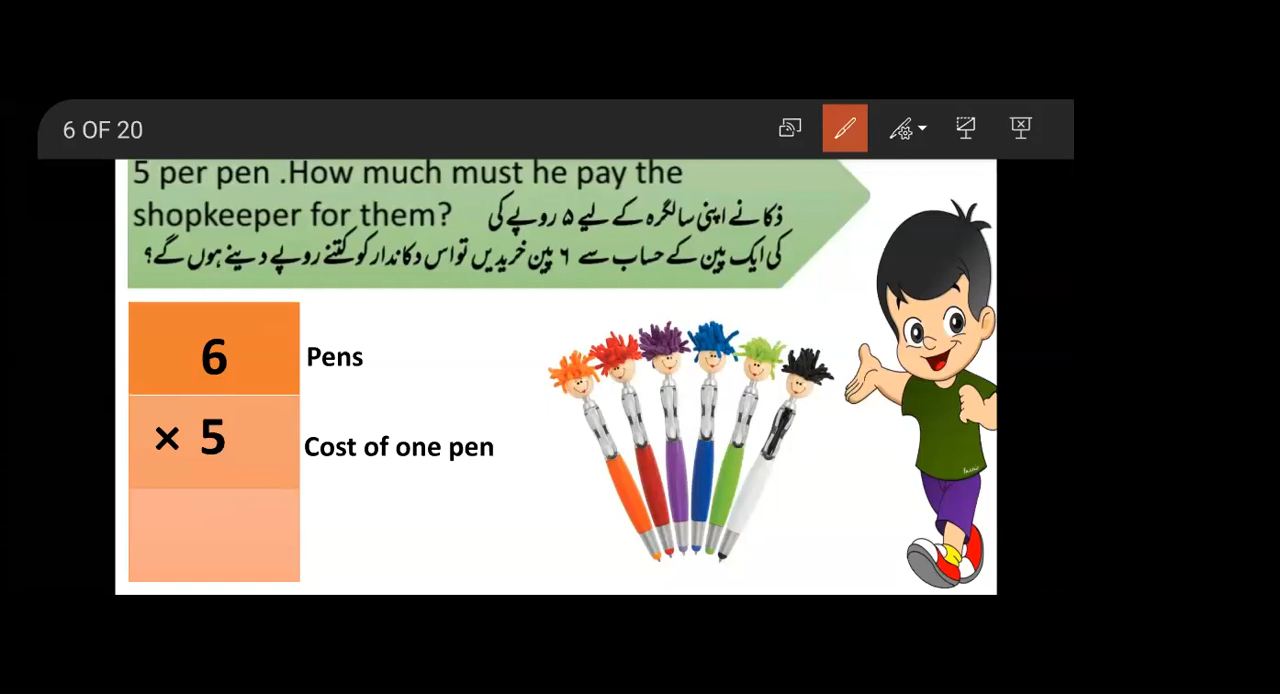 6 OF 20
5 per pen .How much must he pay the
shopkeeper for them? ذکا نے اپنی سالگرہ کے لیے ۵ روپے کی
کی ایک پین کے حساب سے ۶ پین خریدیں تو اس دکاندار کو کتنے روپے دینے ہوں گے؟
6 Pens
× 5 Cost of one pen